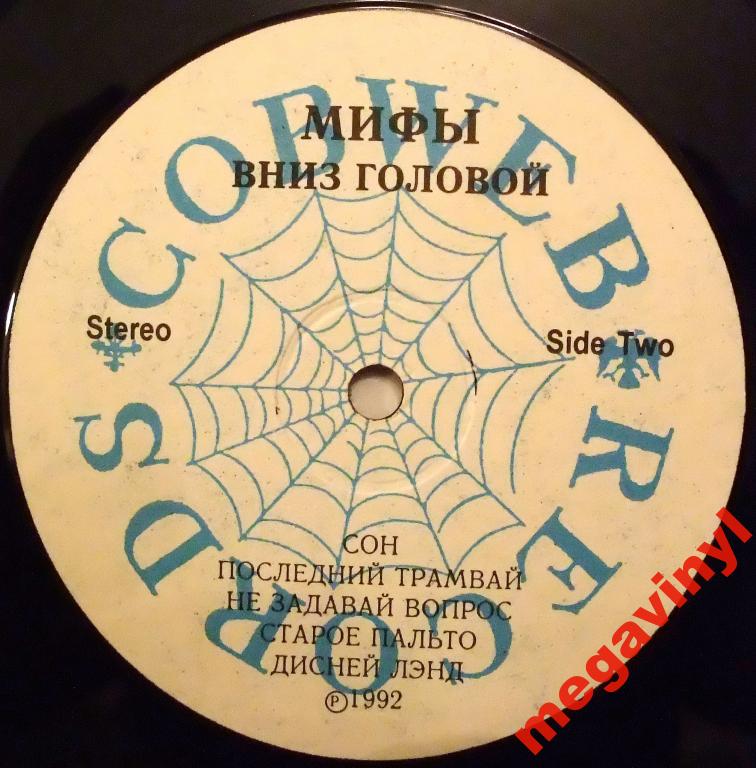 МИФЫ
ВНИЗ ГОЛОВОЙ
COBWEB RECORDS
Stereo
Side Two
СОН
ПОСЛЕДНИЙ ТРАМВАЙ
НЕ ЗАДАВАЙ ВОПРОС
СТАРОЕ ПАЛЬТО
ДИСНЕЙ ЛЭНД
℗1992
megavinyl